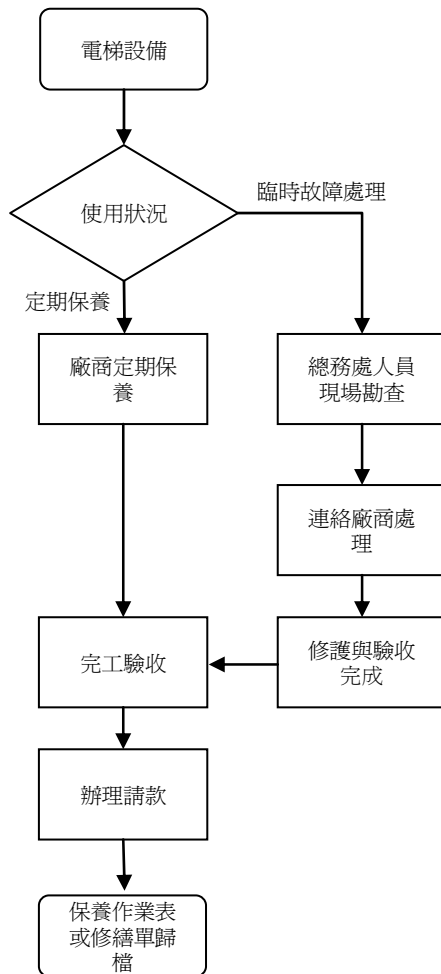 電梯設備
使用狀況
臨時故障處理
定期保養
廠商定期保
養
總務處人員
現場勘查
連絡廠商處
理
修護與驗收
完成
完工驗收
辦理請款
保養作業表
或修繕單歸
檔